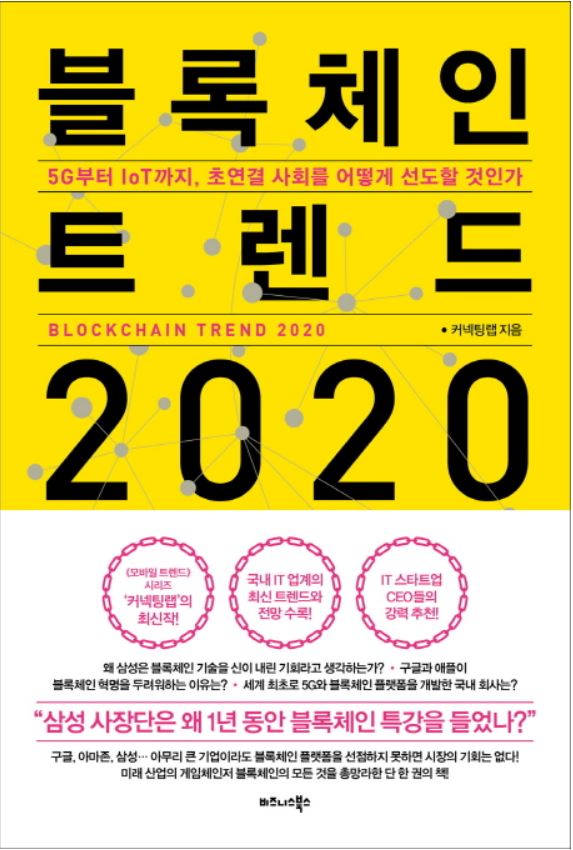 블록체인
5G부터 IoT까지, 초연결 사회를 어떻게 선도할 것인가
트렌드
BLOCKCHAIN TREND 2020
• 커넥팅랩 지음
2020
《모바일 트렌드》
시리즈
‘커넥팅랩’의
최신작!
국내 IT 업계의
최신 트렌드와
전망 수록!
IT 스타트업
CEO들의
강력 추천!
왜 삼성은 블록체인 기술을 신이 내린 기회라고 생각하는가? • 구글과 애플이
블록체인 혁명을 두려워하는 이유는? • 세계 최초로 5G와 블록체인 플랫폼을 개발한 국내 회사는?
“삼성 사장단은 왜 1년 동안 블록체인 특강을 들었나?”
구글, 아마존, 삼성… 아무리 큰 기업이라도 블록체인 플랫폼을 선점하지 못하면 시장의 기회는 없다!
미래 산업의 게임체인저 블록체인의 모든 것을 총망라한 단 한 권의 책!
비즈니스북스